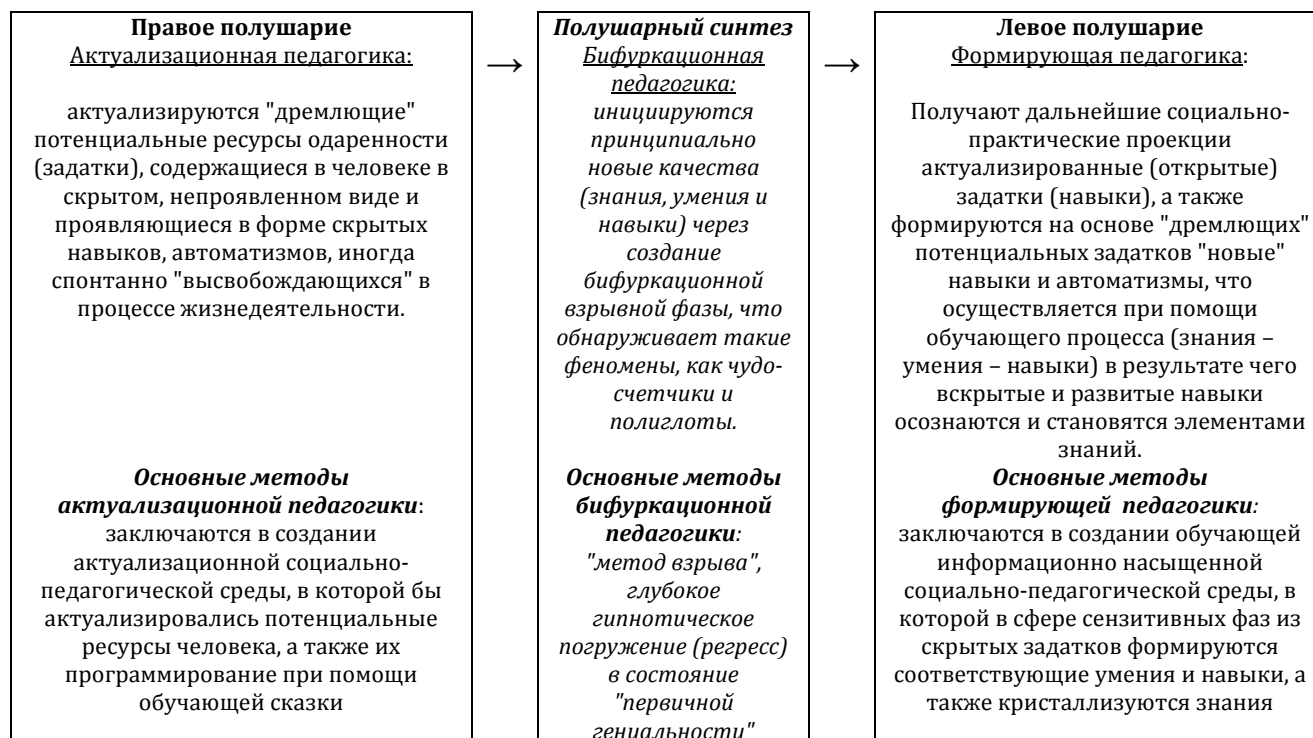 Правое полушарие
Актуализационная педагогика:
актуализируются "дремлющие"
потенциальные ресурсы одаренности
(задатки), содержащиеся в человеке в
скрытом, непроявленном виде и
проявляющиеся в форме скрытых
навыков, автоматизмов, иногда
спонтанно "высвобождающихся" в
процессе жизнедеятельности.
Основные методы
актуализационной педагогики:
заключаются в создании
актуализационной социально-
педагогической среды, в которой бы
актуализировались потенциальные
ресурсы человека, а также их
программирование при помощи
обучающей сказки
→
Полушарный синтез
Бифуркационная
педагогика:
инициируются
принципиально
новые качества
(знания, умения и
навыки) через
создание
бифуркационной
взрывной фазы, что
обнаруживает такие
феномены, как чудо-
счетчики и
полиглоты.
Основные методы
бифуркационной
педагогики:
"метод взрыва",
глубокое
гипнотическое
погружение (регресс)
в состояние
"первичной
гениальности"
→
Левое полушарие
Формирующая педагогика:
Получают дальнейшие социально-
практические проекции
актуализированные (открытые)
задатки (навыки), а также
формируются на основе "дремлющих"
потенциальных задатков "новые"
навыки и автоматизмы, что
осуществляется при помощи
обучающего процесса (знания –
умения – навыки) в результате чего
вскрытые и развитые навыки
осознаются и становятся элементами
знаний.
Основные методы
формирующей педагогики:
заключаются в создании обучающей
информационно насыщенной
социально-педагогической среды, в
которой в сфере сензитивных фаз из
скрытых задатков формируются
соответствующие умения и навыки, а
также кристаллизуются знания